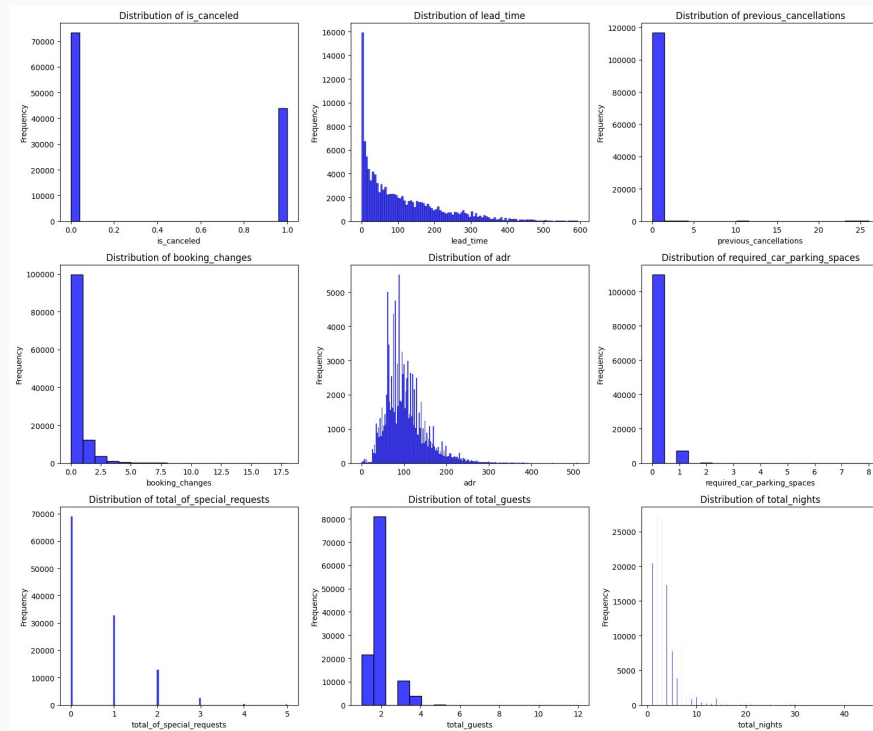 Distribution of is_canceled
70000
60000
50000
40000
30000
20000
10000
0
Frequency
0.0 0.2 0.4 0.6 0.8 1.0
is_canceled
Distribution of lead_time
16000
14000
12000
10000
8000
6000
4000
2000
0
Frequency
0 100 200 300 400 500 600
lead_time
Distribution of previous_cancellations
120000
100000
80000
60000
40000
20000
0
Frequency
0 5 10 15 20 25
previous_cancellations
Distribution of booking_changes
100000
80000
60000
40000
20000
0
Frequency
0.0 2.5 5.0 7.5 10.0 12.5 15.0 17.5
booking_changes
Distribution of adr
5000
4000
3000
2000
1000
0
Frequency
0 100 200 300 400 500
adr
Distribution of required_car_parking_spaces
100000
80000
60000
40000
20000
0
Frequency
0 1 2 3 4 5 6 7 8
required_car_parking_spaces
Distribution of total_of_special_requests
70000
60000
50000
40000
30000
20000
10000
0
Frequency
0 1 2 3 4 5
total_of_special_requests
Distribution of total_guests
80000
70000
60000
50000
40000
30000
20000
10000
0
Frequency
2 4 6 8 10 12
total_guests
Distribution of total_nights
25000
20000
15000
10000
5000
0
Frequency
0 10 20 30 40
total_nights